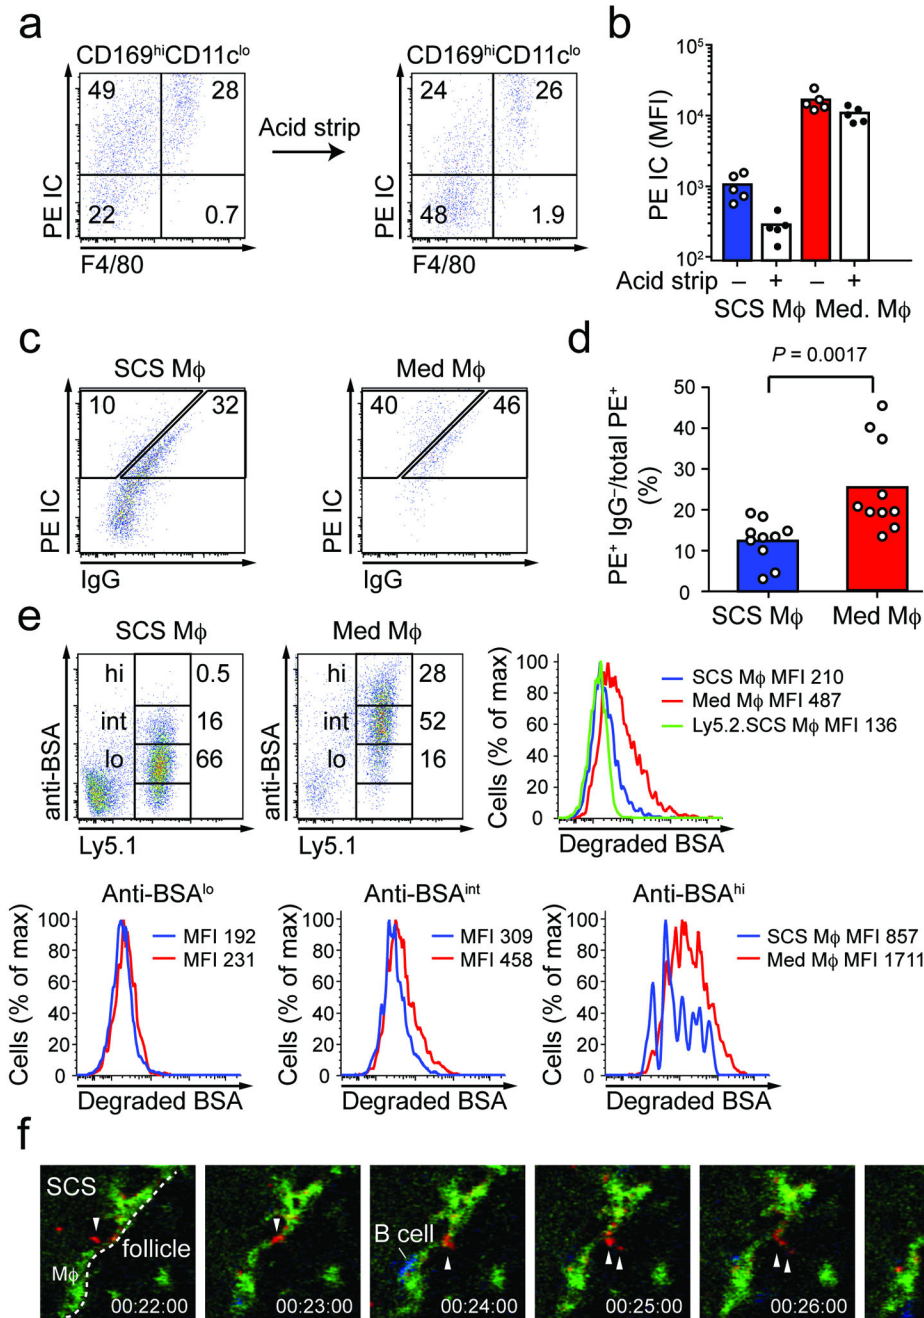 a
CD169hiCD11clo
49 28
22 0.7
PE IC
F4/80
Acid strip
CD169hiCD11clo
24 26
48 1.9
PE IC
F4/80
b
PE IC (MFI)
10⁵
10⁴
10³
10²
Acid strip – + – +
SCS Mϕ Med. Mϕ
c
SCS Mϕ
10 32
PE IC
IgG
Med Mϕ
40 46
PE IC
IgG
d
P = 0.0017
PE⁺ IgG⁻/total PE⁺
(%)
50
40
30
20
10
0
SCS Mϕ Med Mϕ
e
SCS Mϕ
hi 0.5
int 16
lo 66
anti-BSA
Ly5.1
Med Mϕ
hi 28
int 52
lo 16
anti-BSA
Ly5.1
Cells (% of max)
100
80
60
40
20
0
SCS Mϕ MFI 210
Med Mϕ MFI 487
Ly5.2.SCS Mϕ MFI 136
Degraded BSA
Anti-BSAlo
Cells (% of max)
100
80
60
40
20
0
MFI 192
MFI 231
Degraded BSA
Anti-BSAint
Cells (% of max)
100
80
60
40
20
0
MFI 309
MFI 458
Degraded BSA
Anti-BSAhi
Cells (% of max)
100
80
60
40
20
0
SCS Mϕ MFI 857
Med Mϕ MFI 1711
Degraded BSA
f
SCS
follicle
Mϕ
00:22:00
00:23:00
B cell
00:24:00
00:25:00
00:26:00